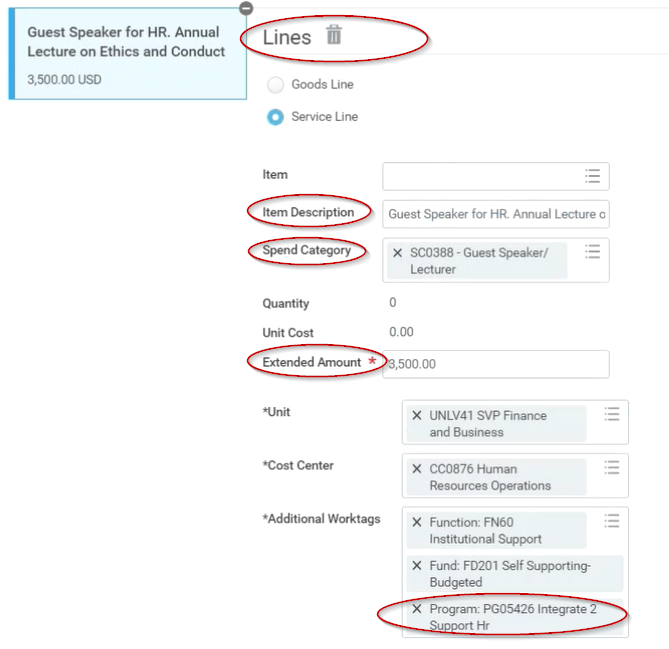 Guest Speaker for HR. Annual
Lecture on Ethics and Conduct
3,500.00 USD
Lines
Goods Line
Service Line
Item
Item Description
Guest Speaker for HR. Annual Lecture o
Spend Category
SC0388 - Guest Speaker/
Lecturer
Quantity
0
Unit Cost
0.00
Extended Amount *
3,500.00
*Unit
UNLV41 SVP Finance
and Business
*Cost Center
CC0876 Human
Resources Operations
*Additional Worktags
Function: FN60
Institutional Support
Fund: FD201 Self Supporting-
Budgeted
Program: PG05426 Integrate 2
Support Hr